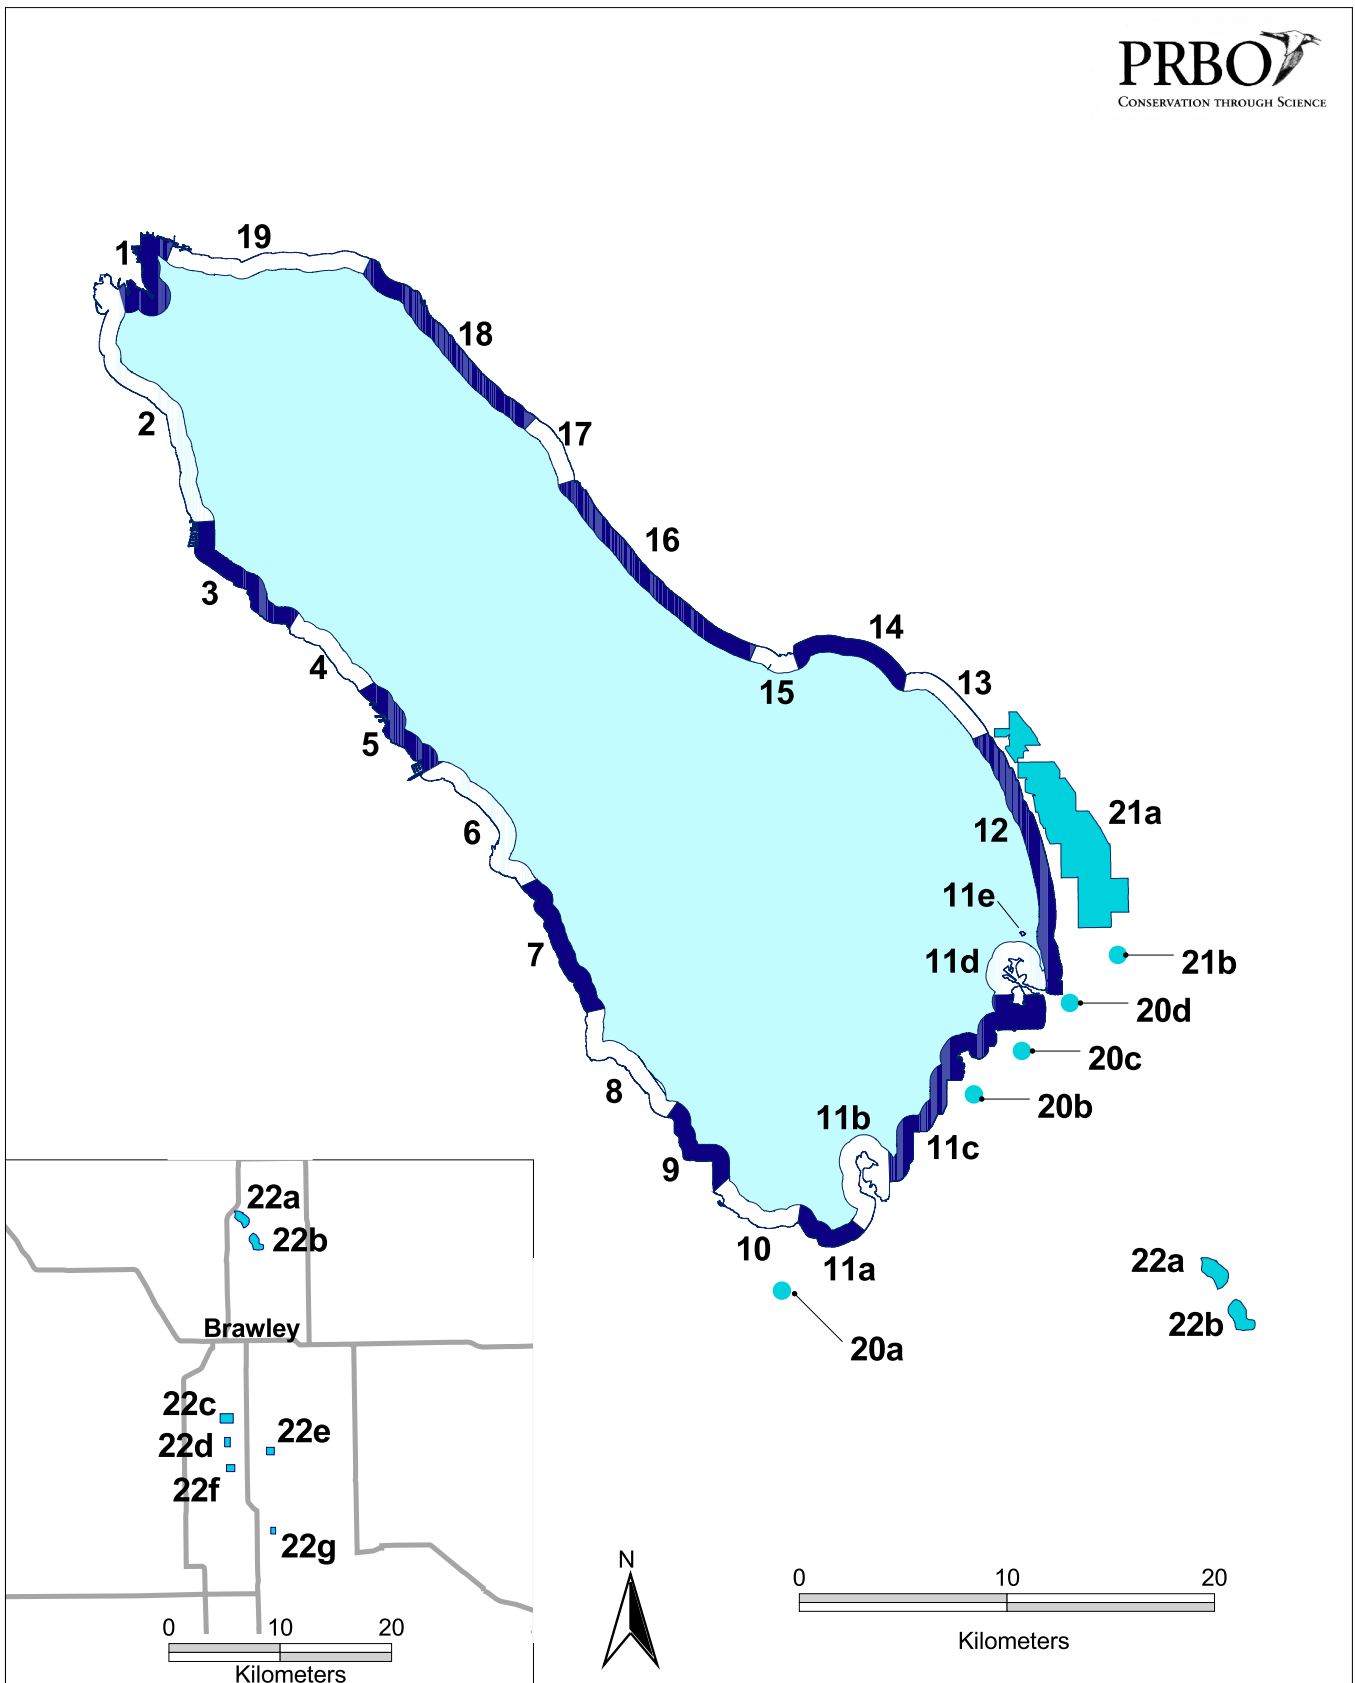 PRBO
CONSERVATION THROUGH SCIENCE
19
1
18
2
17
16
3
14
4
13
15
5
21a
12
6
11e
7
11d
21b
20d
20c
8
20b
11b
11c
9
22a
22b
10
11a
22a
22b
Brawley
20a
22c
22e
22d
22f
22g
N
0 10 20
Kilometers
0 10 20
Kilometers